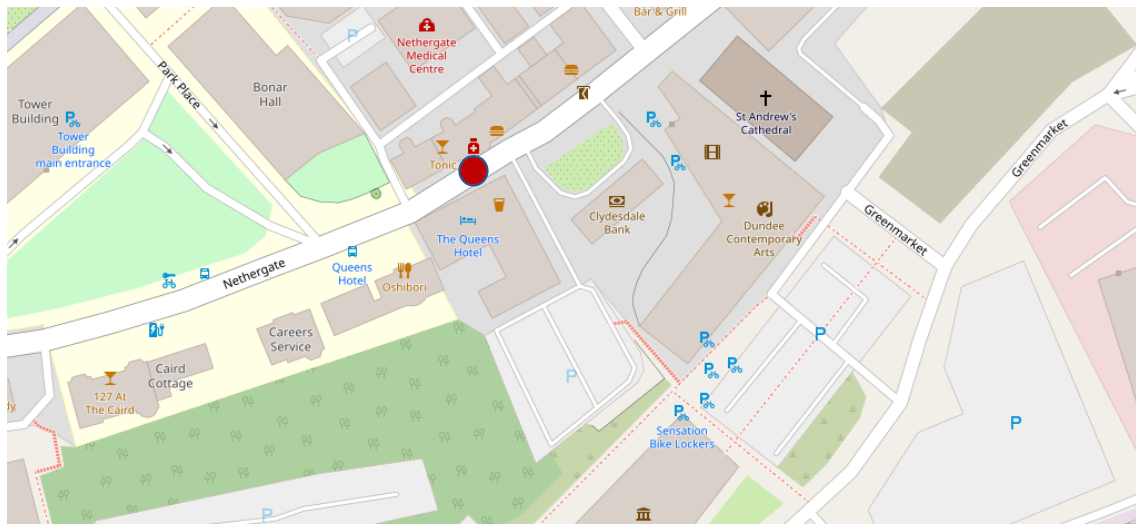 Bar & Grill
Nethergate
Medical
Centre
Park Place
Bonar
Hall
Tower
Building
Tower
Building
main entrance
St Andrew's
Cathedral
Greenmarket
Tonic
Clydesdale
Bank
Dundee
Contemporary
Arts
Greenmarket
The Queens
Hotel
Queens
Hotel
Nethergate
Oshibori
Careers
Service
Caird
Cottage
127 At
The Caird
dy
Sensation
Bike Lockers
P
P
P
P